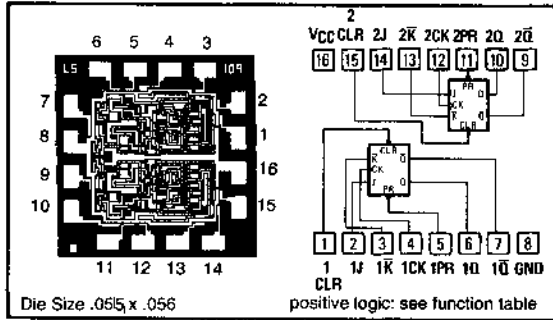 6 5 4 3
L5 109
7 2
8 1
9 16
10 15
11 12 13 14
Die Size .055 x .056
2
VCC CLR 2J 2K̅ 2CK 2PR 2Q 2Q̅
16 15 14 13 12 11 10 9
PR
J Q
CK
K Q̅
CLR
CLR
K̅ Q̅
CK
J Q
PR
1 2 3 4 5 6 7 8
1 1J 1K̅ 1CK 1PR 1Q 1Q̅ GND
CLR
positive logic: see function table